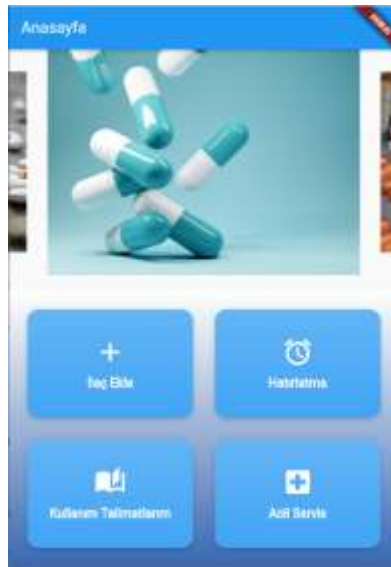 Anasayfa
İlaç Ekle
Hatırlatma
Kullanım Talimatlarım
Acil Servis